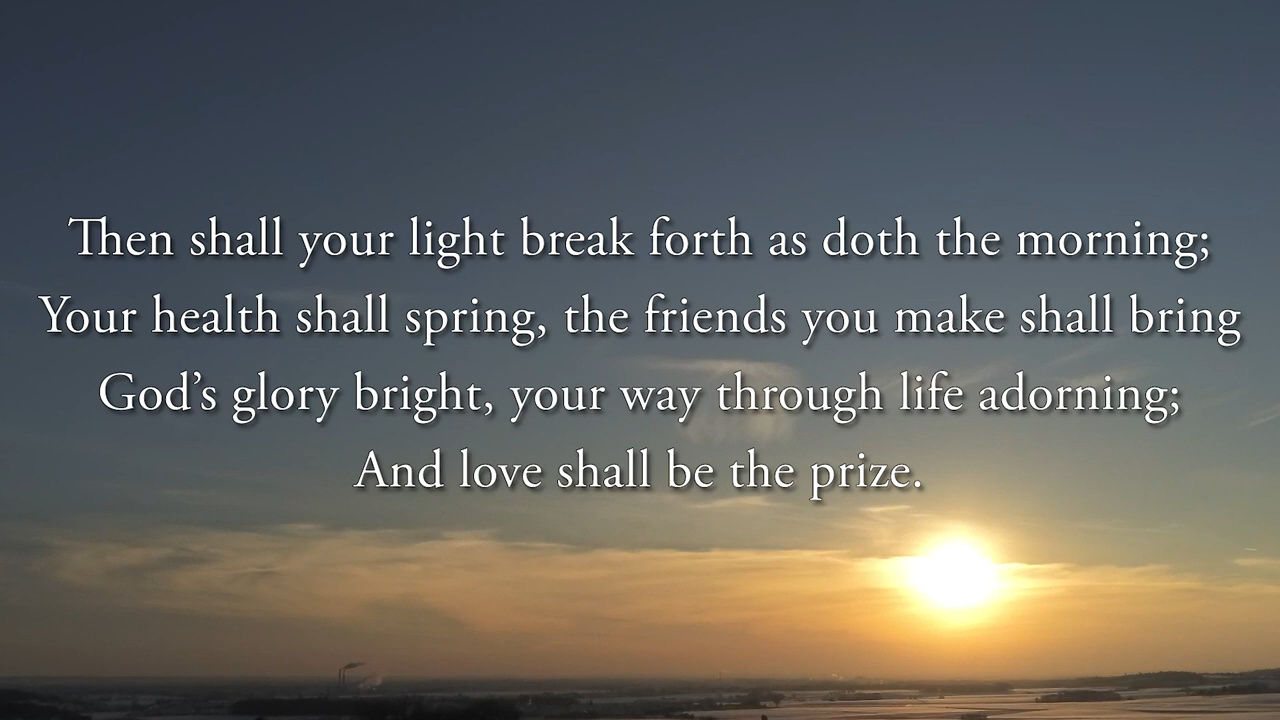 Then shall your light break forth as doth the morning;
Your health shall spring, the friends you make shall bring
God’s glory bright, your way through life adorning;
And love shall be the prize.